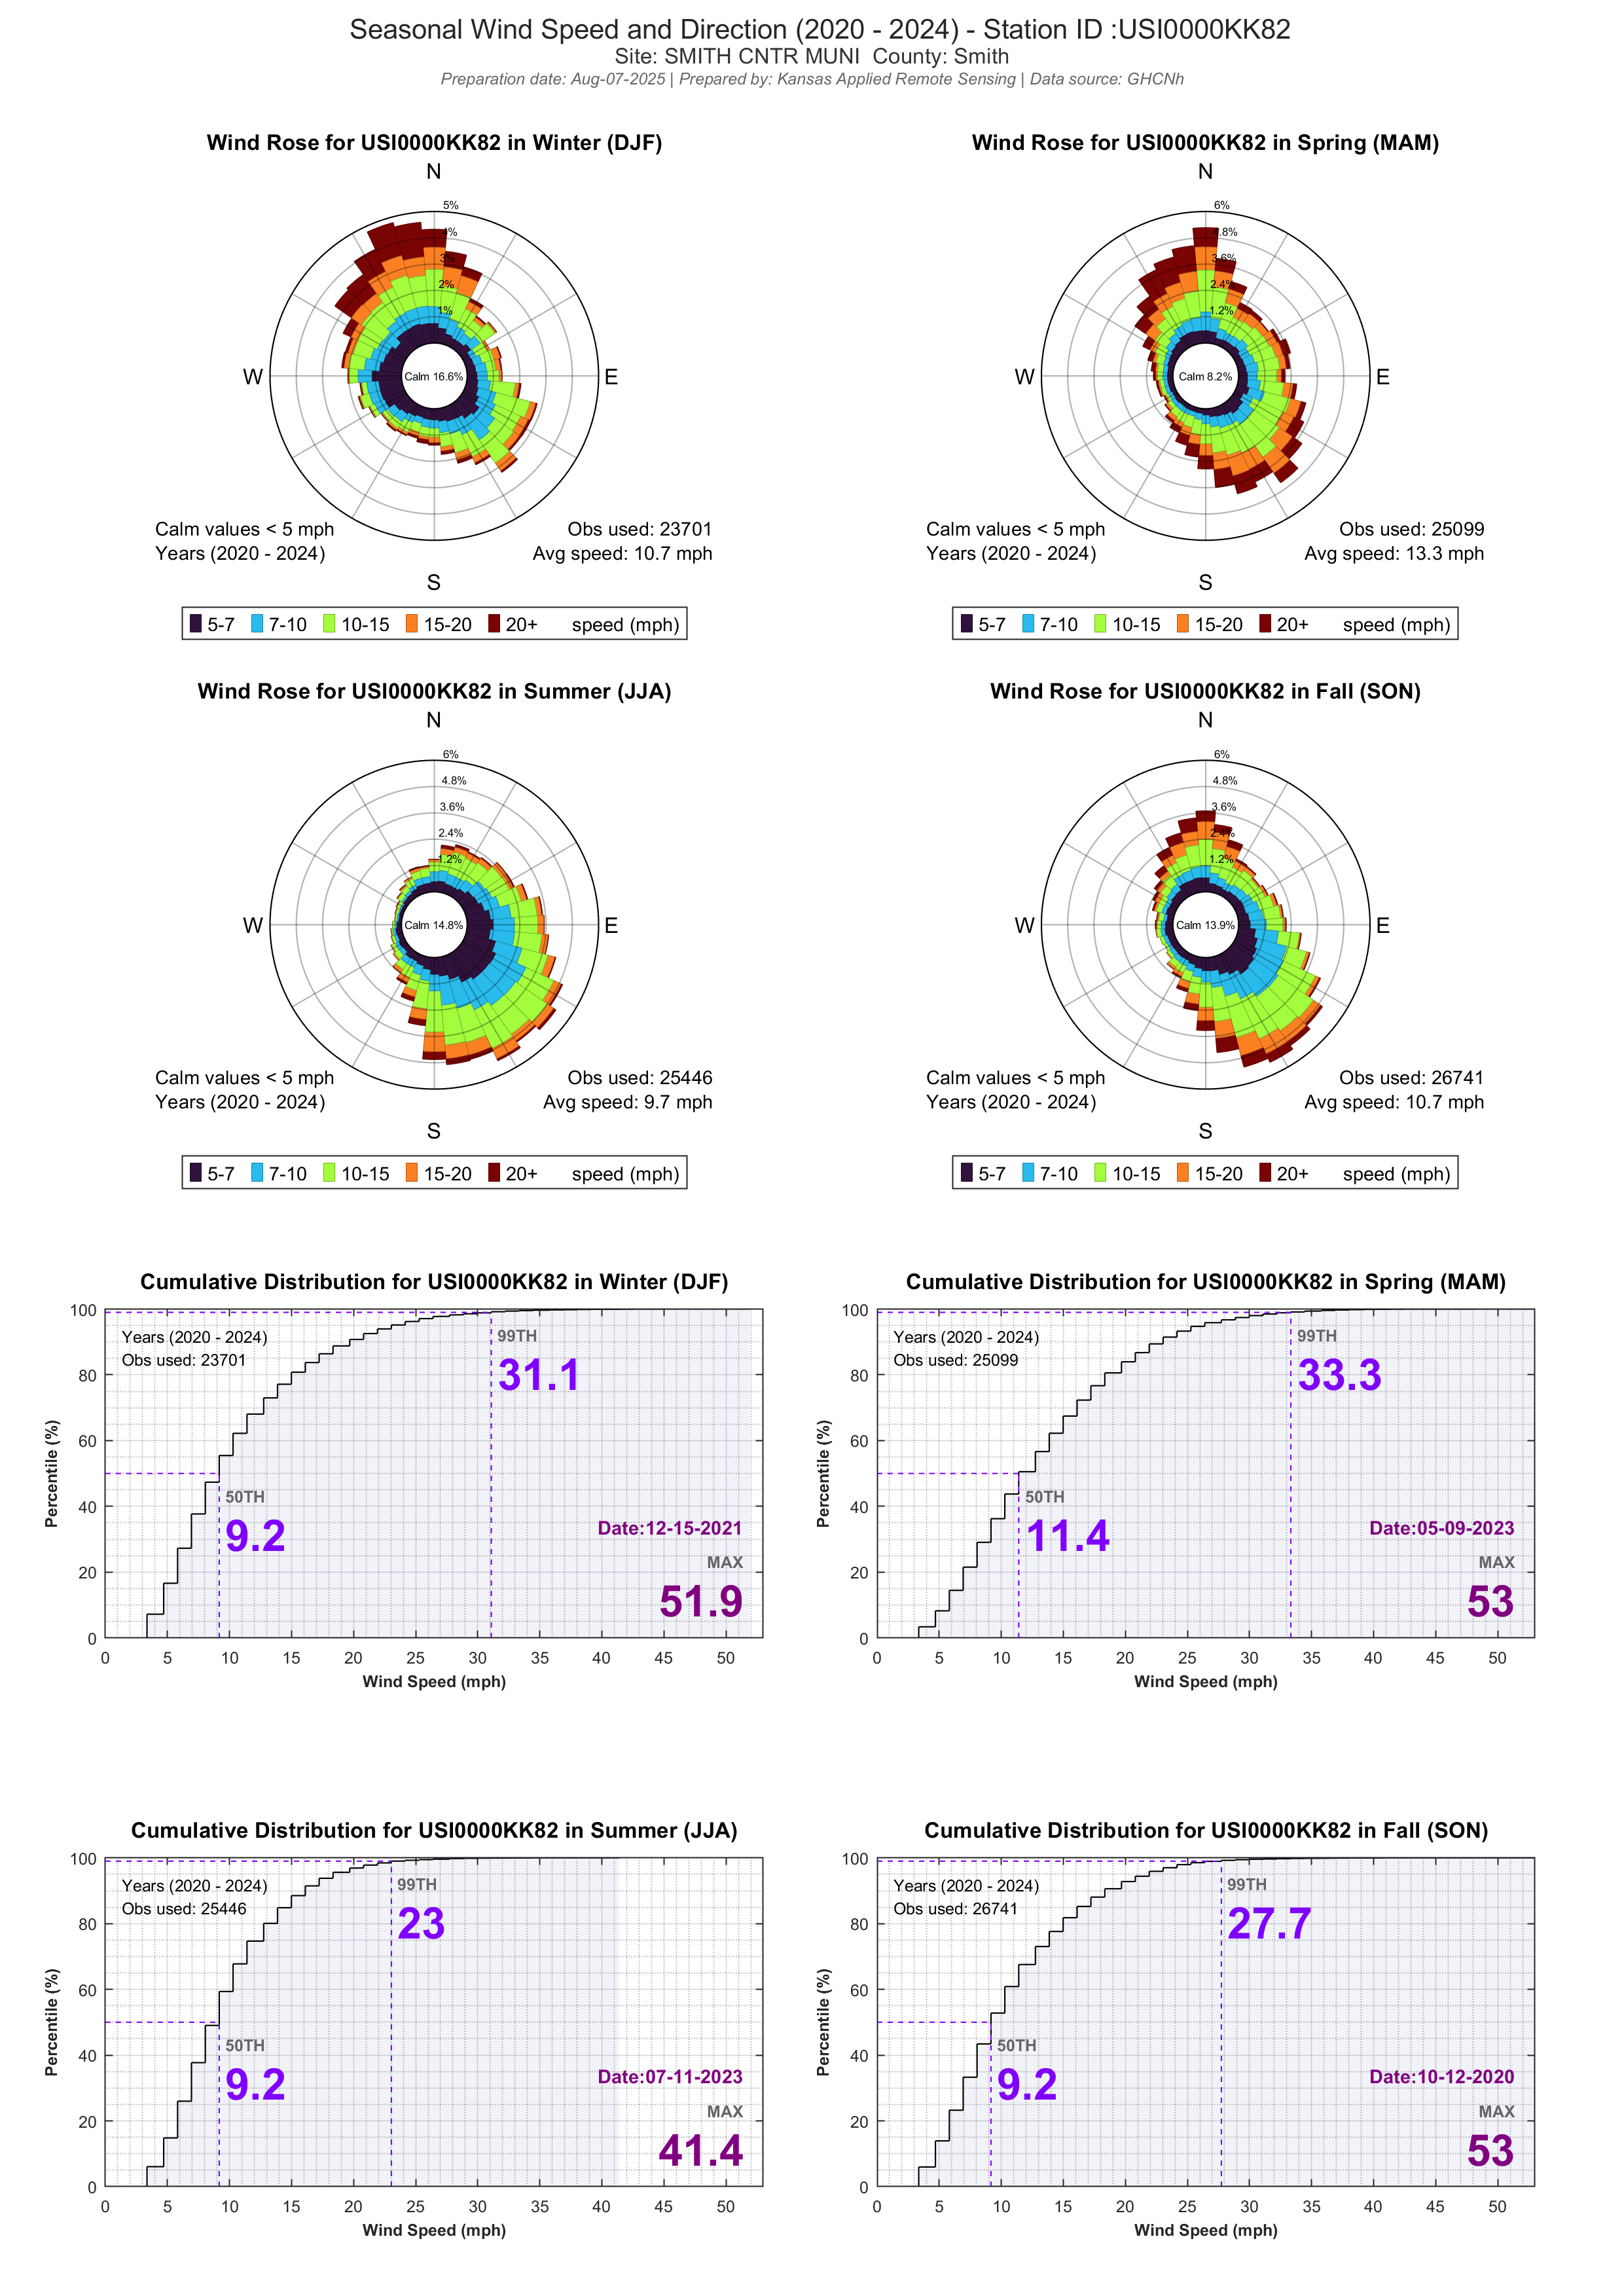 Seasonal Wind Speed and Direction (2020 - 2024) - Station ID :USI0000KK82
Site: SMITH CNTR MUNI  County: Smith
Preparation date: Aug-07-2025 | Prepared by: Kansas Applied Remote Sensing | Data source: GHCNh
Wind Rose for USI0000KK82 in Winter (DJF)
N
5%
4%
3%
2%
1%
W
Calm 16.6%
E
Calm values < 5 mph
Obs used: 23701
Years (2020 - 2024)
Avg speed: 10.7 mph
S
5-7 7-10 10-15 15-20 20+ speed (mph)
Wind Rose for USI0000KK82 in Spring (MAM)
N
6%
4.8%
3.6%
2.4%
1.2%
W
Calm 8.2%
E
Calm values < 5 mph
Obs used: 25099
Years (2020 - 2024)
Avg speed: 13.3 mph
S
5-7 7-10 10-15 15-20 20+ speed (mph)
Wind Rose for USI0000KK82 in Summer (JJA)
N
6%
4.8%
3.6%
2.4%
1.2%
W
Calm 14.8%
E
Calm values < 5 mph
Obs used: 25446
Years (2020 - 2024)
Avg speed: 9.7 mph
S
5-7 7-10 10-15 15-20 20+ speed (mph)
Wind Rose for USI0000KK82 in Fall (SON)
N
6%
4.8%
3.6%
2.4%
1.2%
W
Calm 13.9%
E
Calm values < 5 mph
Obs used: 26741
Years (2020 - 2024)
Avg speed: 10.7 mph
S
5-7 7-10 10-15 15-20 20+ speed (mph)
Cumulative Distribution for USI0000KK82 in Winter (DJF)
100
80
60
40
20
0
Percentile (%)
Years (2020 - 2024)
Obs used: 23701
99TH
31.1
50TH
9.2
Date:12-15-2021
MAX
51.9
0 5 10 15 20 25 30 35 40 45 50
Wind Speed (mph)
Cumulative Distribution for USI0000KK82 in Spring (MAM)
100
80
60
40
20
0
Percentile (%)
Years (2020 - 2024)
Obs used: 25099
99TH
33.3
50TH
11.4
Date:05-09-2023
MAX
53
0 5 10 15 20 25 30 35 40 45 50
Wind Speed (mph)
Cumulative Distribution for USI0000KK82 in Summer (JJA)
100
80
60
40
20
0
Percentile (%)
Years (2020 - 2024)
Obs used: 25446
99TH
23
50TH
9.2
Date:07-11-2023
MAX
41.4
0 5 10 15 20 25 30 35 40 45 50
Wind Speed (mph)
Cumulative Distribution for USI0000KK82 in Fall (SON)
100
80
60
40
20
0
Percentile (%)
Years (2020 - 2024)
Obs used: 26741
99TH
27.7
50TH
9.2
Date:10-12-2020
MAX
53
0 5 10 15 20 25 30 35 40 45 50
Wind Speed (mph)